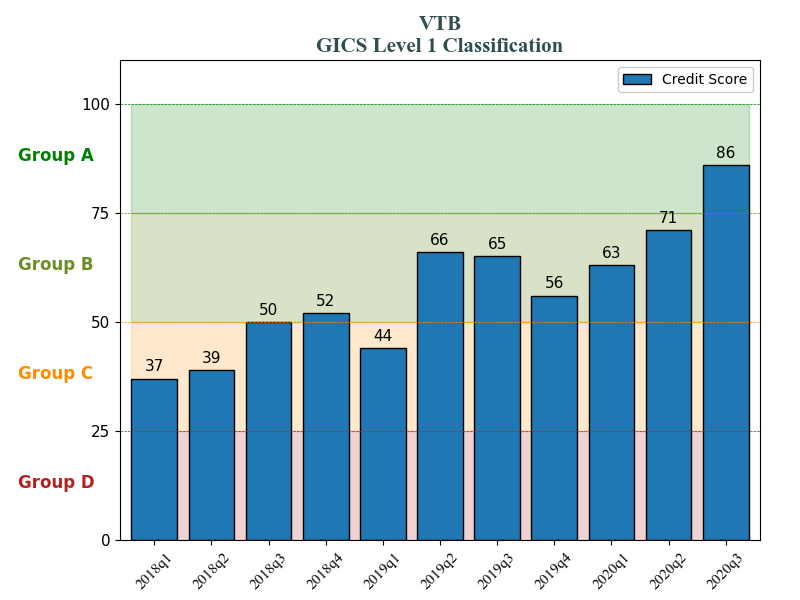 VTB
GICS Level 1 Classification
Credit Score
100
Group A
86
75
71
66
65
63
Group B
56
52
50
50
44
39
37
Group C
25
Group D
0
2018q1
2018q2
2018q3
2018q4
2019q1
2019q2
2019q3
2019q4
2020q1
2020q2
2020q3